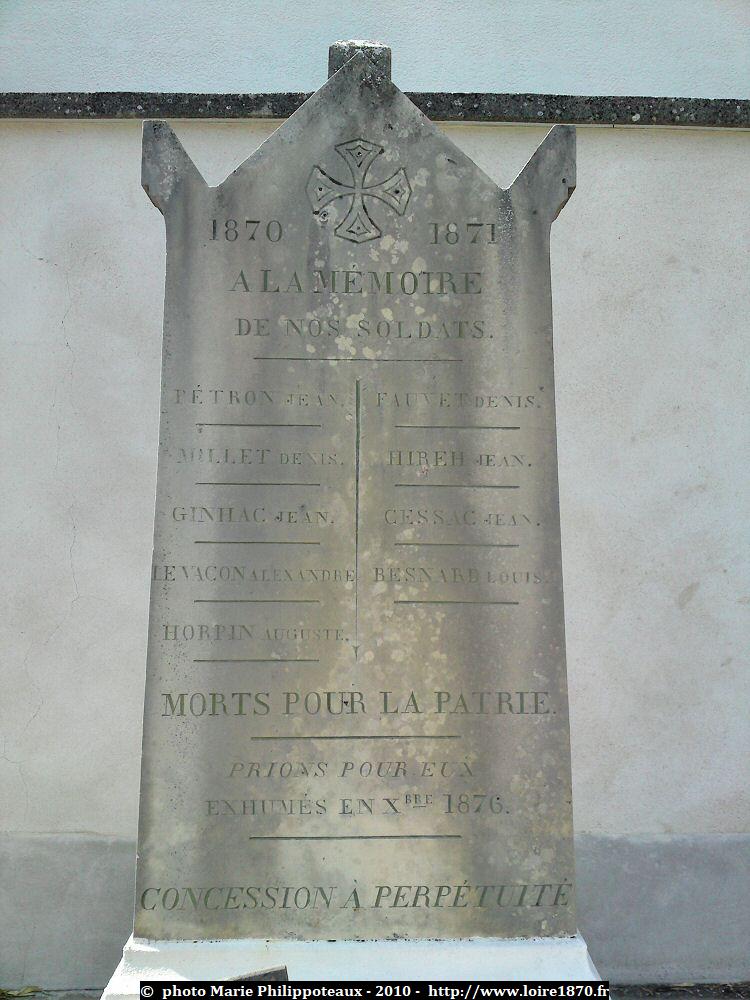 1870 1871
A LA MÉMOIRE
DE NOS SOLDATS.
PÉTRON JEAN. FAUVET DENIS.
MILLET DENIS. HIREH JEAN.
GINHAC JEAN. CESSAC JEAN.
LEVACON ALEXANDRE BESNARD LOUIS.
HORPIN AUGUSTE.
MORTS POUR LA PATRIE.
PRIONS POUR EUX
EXHUMÉS EN XBRE 1876.
CONCESSION À PERPÉTUITÉ
© photo Marie Philippoteaux - 2010 - http://www.loire1870.fr